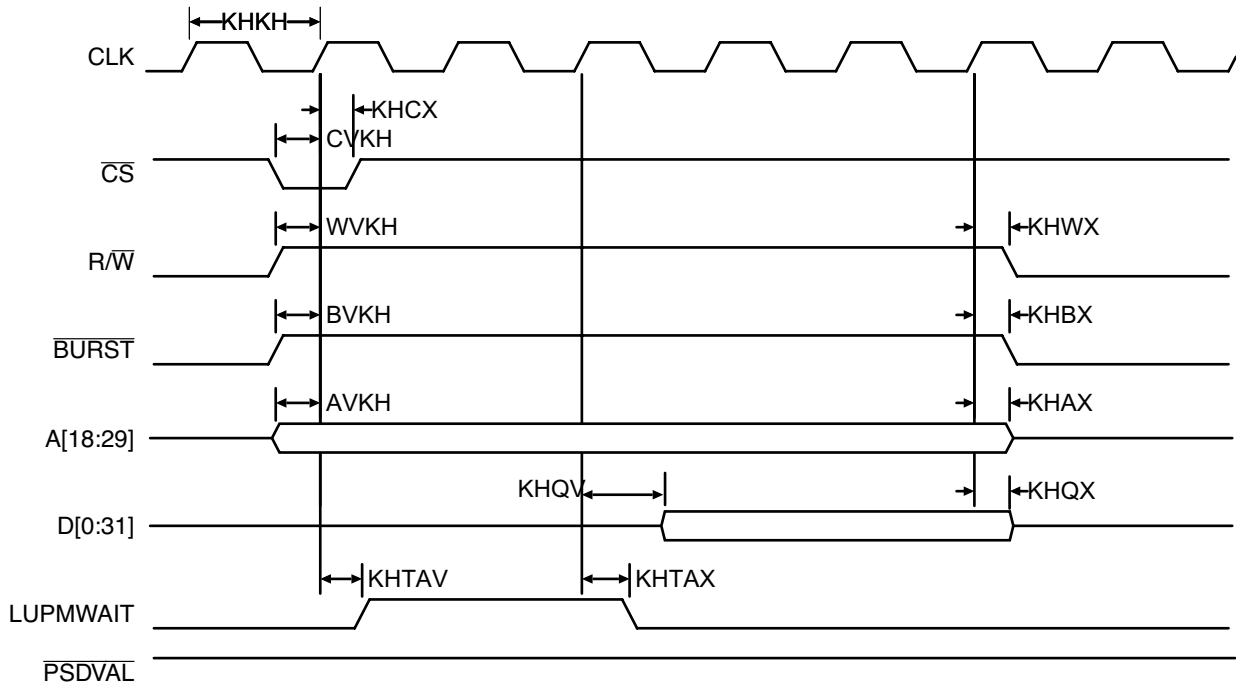 KHKH
CLK
KHCX
CVKH
CS
WVKH
KHWX
R/W
BVKH
KHBX
BURST
AVKH
KHAX
A[18:29]
KHQV
KHQX
D[0:31]
KHTAV
KHTAX
LUPMWAIT
PSDVAL